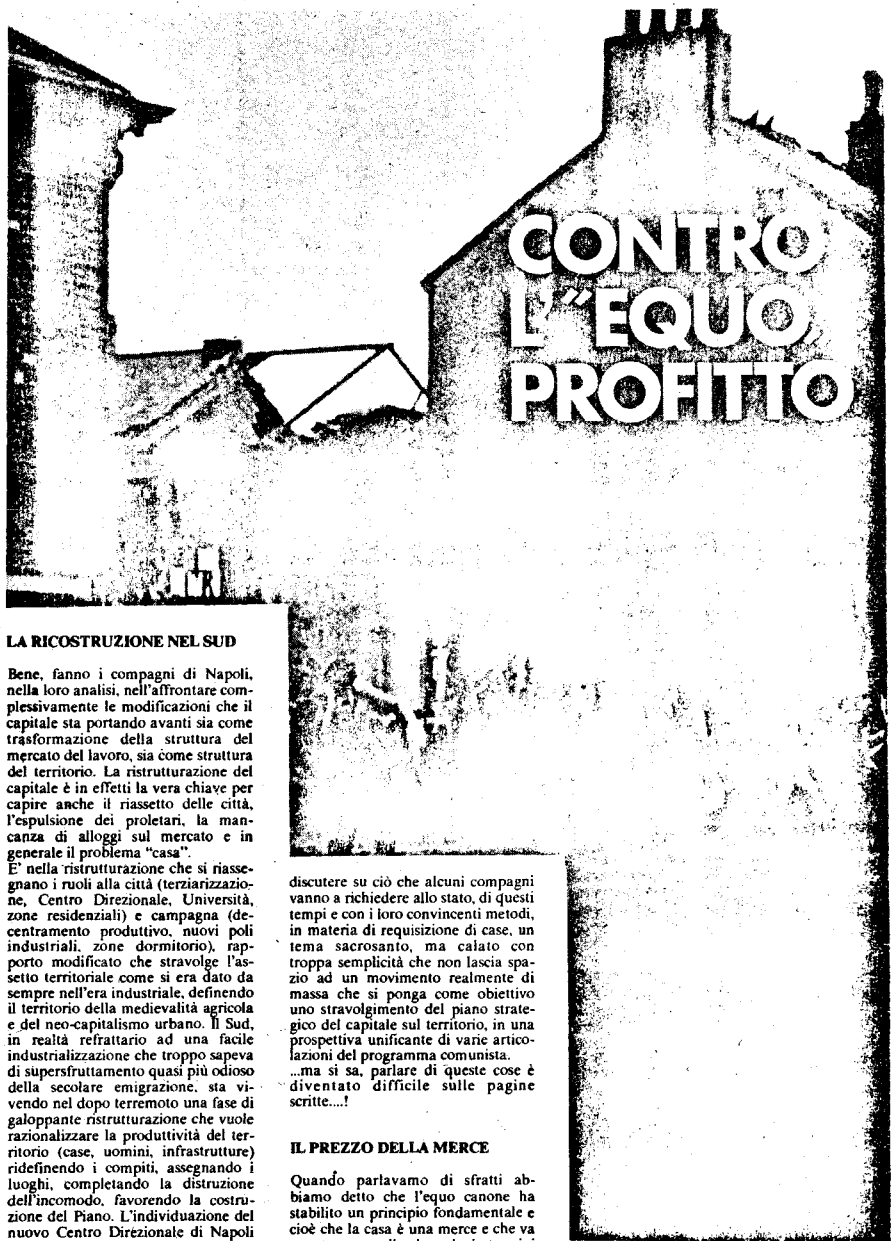 CONTRO
L'"EQUO"
PROFITTO
LA RICOSTRUZIONE NEL SUD
Bene, fanno i compagni di Napoli,
nella loro analisi, nell'affrontare com-
plessivamente le modificazioni che il
capitale sta portando avanti sia come
trasformazione della struttura del
mercato del lavoro, sia come struttura
del territorio. La ristrutturazione del
capitale è in effetti la vera chiave per
capire anche il riassetto delle città,
l'espulsione dei proletari, la man-
canza di alloggi sul mercato e in
generale il problema "casa".
E' nella ristrutturazione che si riasse-
gnano i ruoli alla città (terziarizzazio-
ne, Centro Direzionale, Università,
zone residenziali) e campagna (de-
centramento produttivo, nuovi poli
industriali, zone dormitorio), rap-
porto modificato che stravolge l'as-
setto territoriale come si era dato da
sempre nell'era industriale, definendo
il territorio della medievalità agricola
e del neo-capitalismo urbano. Il Sud,
in realtà refrattario ad una facile
industrializzazione che troppo sapeva
di supersfruttamento quasi più odioso
della secolare emigrazione, sta vi-
vendo nel dopo terremoto una fase di
galoppante ristrutturazione che vuole
razionalizzare la produttività del ter-
ritorio (case, uomini, infrastrutture)
ridefinendo i compiti, assegnando i
luoghi, completando la distruzione
dell'incomodo, favorendo la costru-
zione del Piano. L'individuazione del
nuovo Centro Direzionale di Napoli
discutere su ciò che alcuni compagni
vanno a richiedere allo stato, di questi
tempi e con i loro convincenti metodi,
in materia di requisizione di case, un
tema sacrosanto, ma calato con
troppa semplicità che non lascia spa-
zio ad un movimento realmente di
massa che si ponga come obiettivo
uno stravolgimento del piano strate-
gico del capitale sul territorio, in una
prospettiva unificante di varie artico-
lazioni del programma comunista.
...ma si sa, parlare di queste cose è
diventato difficile sulle pagine
scritte....!
IL PREZZO DELLA MERCE
Quando parlavamo di sfratti ab-
biamo detto che l'equo canone ha
stabilito un principio fondamentale e
cioè che la casa è una merce e che va